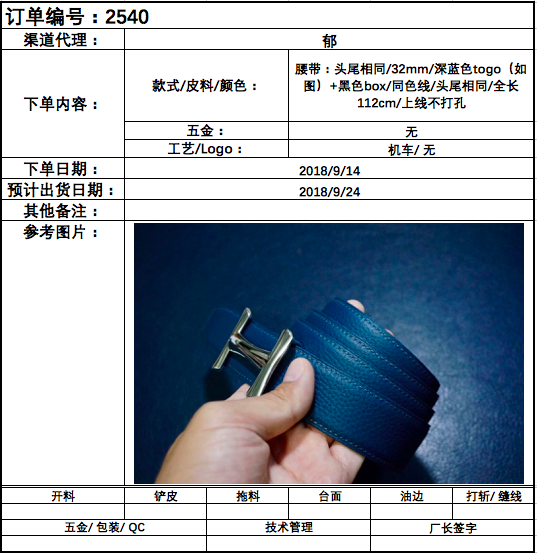 订单编号：2540
渠道代理：
郁
下单内容：
款式/皮料/颜色：
腰带：头尾相同/32mm/深蓝色togo（如
图）+黑色box/同色线/头尾相同/全长
112cm/上线不打孔
五金：
无
工艺/Logo：
机车/ 无
下单日期：
2018/9/14
预计出货日期：
2018/9/24
其他备注：
参考图片：
开料
铲皮
拖料
台面
油边
打斩/ 缝线
五金/ 包装/ QC
技术管理
厂长签字